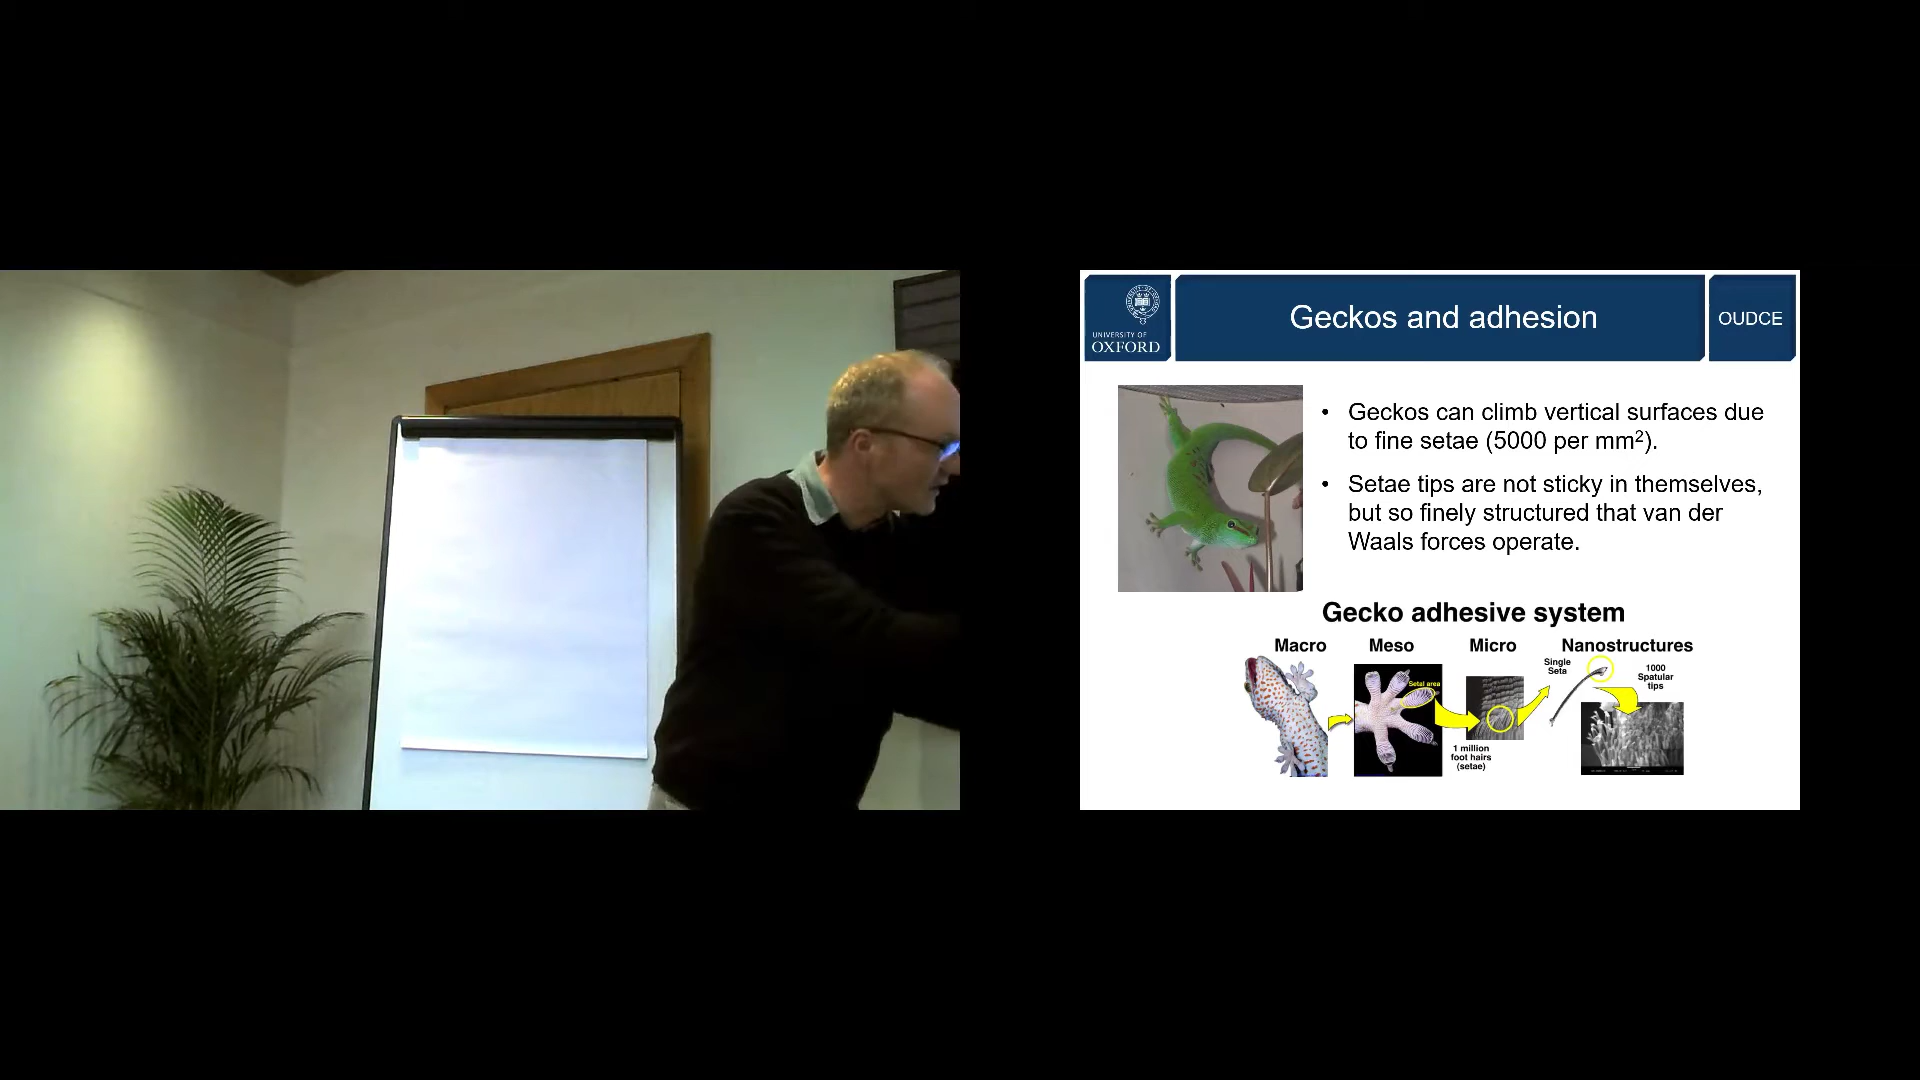 UNIVERSITY OF
OXFORD
Geckos and adhesion
OUDCE
• Geckos can climb vertical surfaces due
to fine setae (5000 per mm²).
• Setae tips are not sticky in themselves,
but so finely structured that van der
Waals forces operate.
Gecko adhesive system
Macro
Meso
Micro
Nanostructures
Setal area
1 million
foot hairs
(setae)
Single
Seta
1000
Spatular
tips